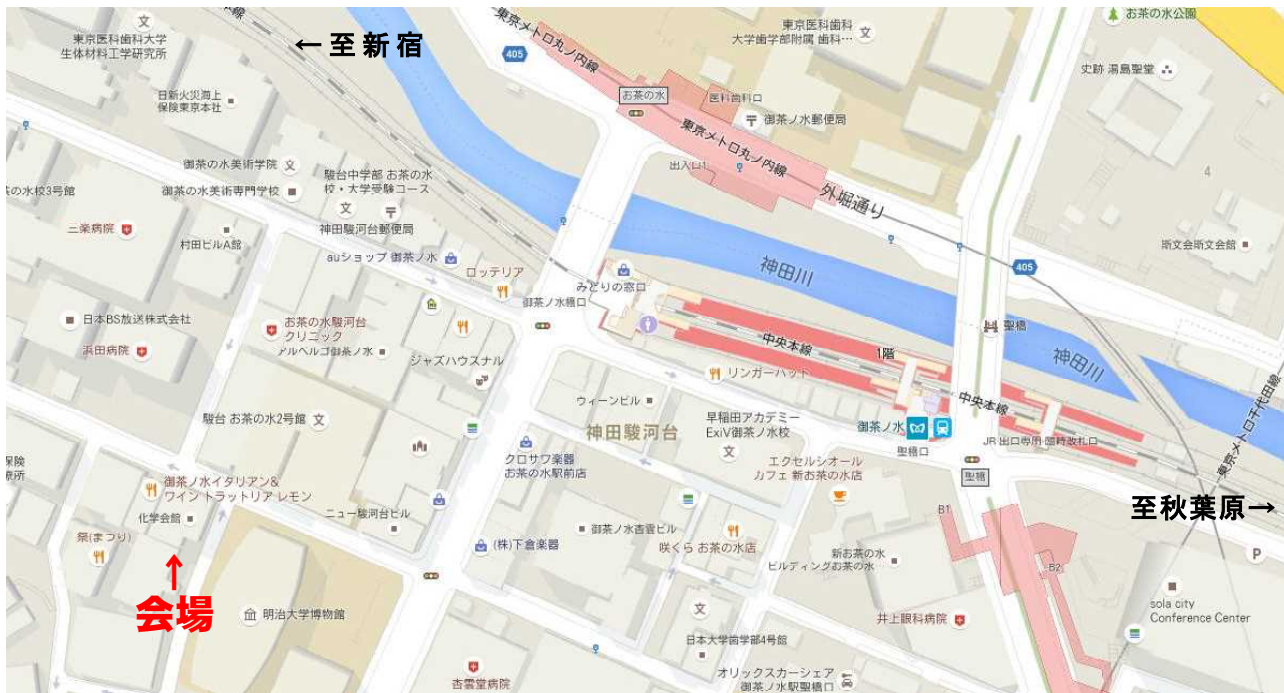 お茶の水公園
東京医科歯科大学
生体材料工学研究所
←至新宿
東京メトロ丸ノ内線
東京医科歯科
大学歯学部附属 歯科…
405
史跡 湯島聖堂
日新火災海上
保険東京本社
お茶の水
医科歯科口
御茶ノ水郵便局
東京メトロ丸ノ内線
出入口1
外堀通り
4
御茶の水美術学院
駿台中学部 お茶の水
校・大学受験コース
の水校3号館
御茶の水美術専門学校
神田駿河台郵便局
三楽病院
村田ビルA館
斯文会斯文会館
auショップ 御茶ノ水
ロッテリア
みどりの窓口
神田川
405
御茶ノ水橋口
日本BS放送株式会社
お茶の水駿河台
クリニック
アルベルゴ御茶ノ水
浜田病院
ジャズハウスナル
中央本線
1階
聖橋
神田川
リンガーハット
中央本線
東京メトロ千代田線
ウィーンビル
神田駿河台
早稲田アカデミー
ExiV御茶ノ水校
御茶ノ水
聖橋口
JR 出口専用 臨時改札口
駿台 お茶の水2号館
クロサワ楽器
お茶の水駅前店
エクセルシオール
カフェ 新お茶の水店
聖橋
保険
療所
御茶ノ水イタリアン&
ワイン トラットリア レモン
化学会館
ニュー駿河台ビル
至秋葉原→
B1
祭(まつり)
(株)下倉楽器
御茶ノ水杏雲ビル
咲くら お茶の水店
新お茶の水
ビルディングお茶の水
B2
P
↑
会場
明治大学博物館
sola city
Conference Center
井上眼科病院
日本大学歯学部4号館
杏雲堂病院
オリックスカーシェア
御茶ノ水駅聖橋口